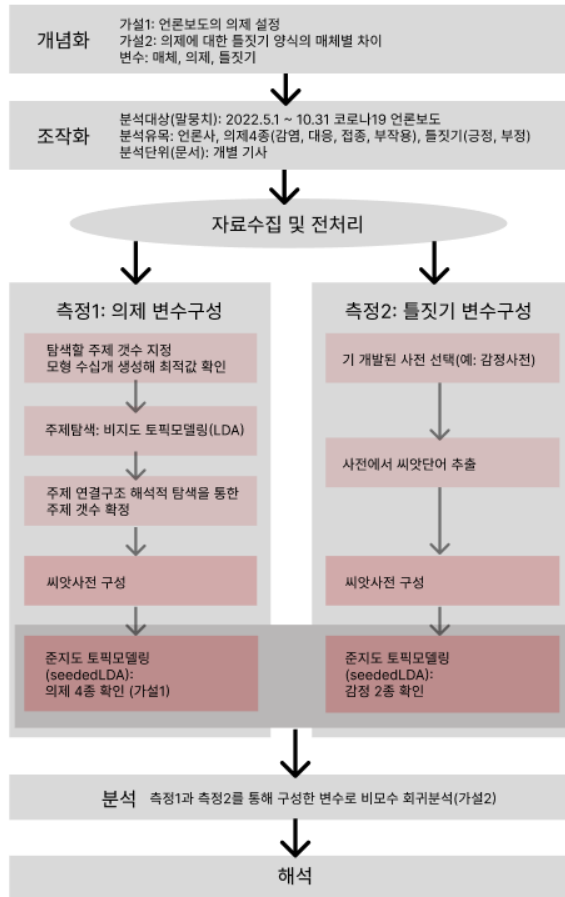 개념화
가설1: 언론보도의 의제 설정
가설2: 의제에 대한 틀짓기 양식의 매체별 차이
변수: 매체, 의제, 틀짓기
조작화
분석대상(말뭉치): 2022.5.1 ~ 10.31 코로나19 언론보도
분석유목: 언론사, 의제4종(감염, 대응, 접종, 부작용), 틀짓기(긍정, 부정)
분석단위(문서): 개별 기사
자료수집 및 전처리
측정1: 의제 변수구성
탐색할 주제 갯수 지정
모형 수십개 생성해 최적값 확인
주제탐색: 비지도 토픽모델링(LDA)
주제 연결구조 해석적 탐색을 통한
주제 갯수 확정
씨앗사전 구성
준지도 토픽모델링
(seededLDA):
의제 4종 확인 (가설1)
측정2: 틀짓기 변수구성
기 개발된 사전 선택(예: 감정사전)
사전에서 씨앗단어 추출
씨앗사전 구성
준지도 토픽모델링
(seededLDA):
감정 2종 확인
분석
측정1과 측정2를 통해 구성한 변수로 비모수 회귀분석(가설2)
해석